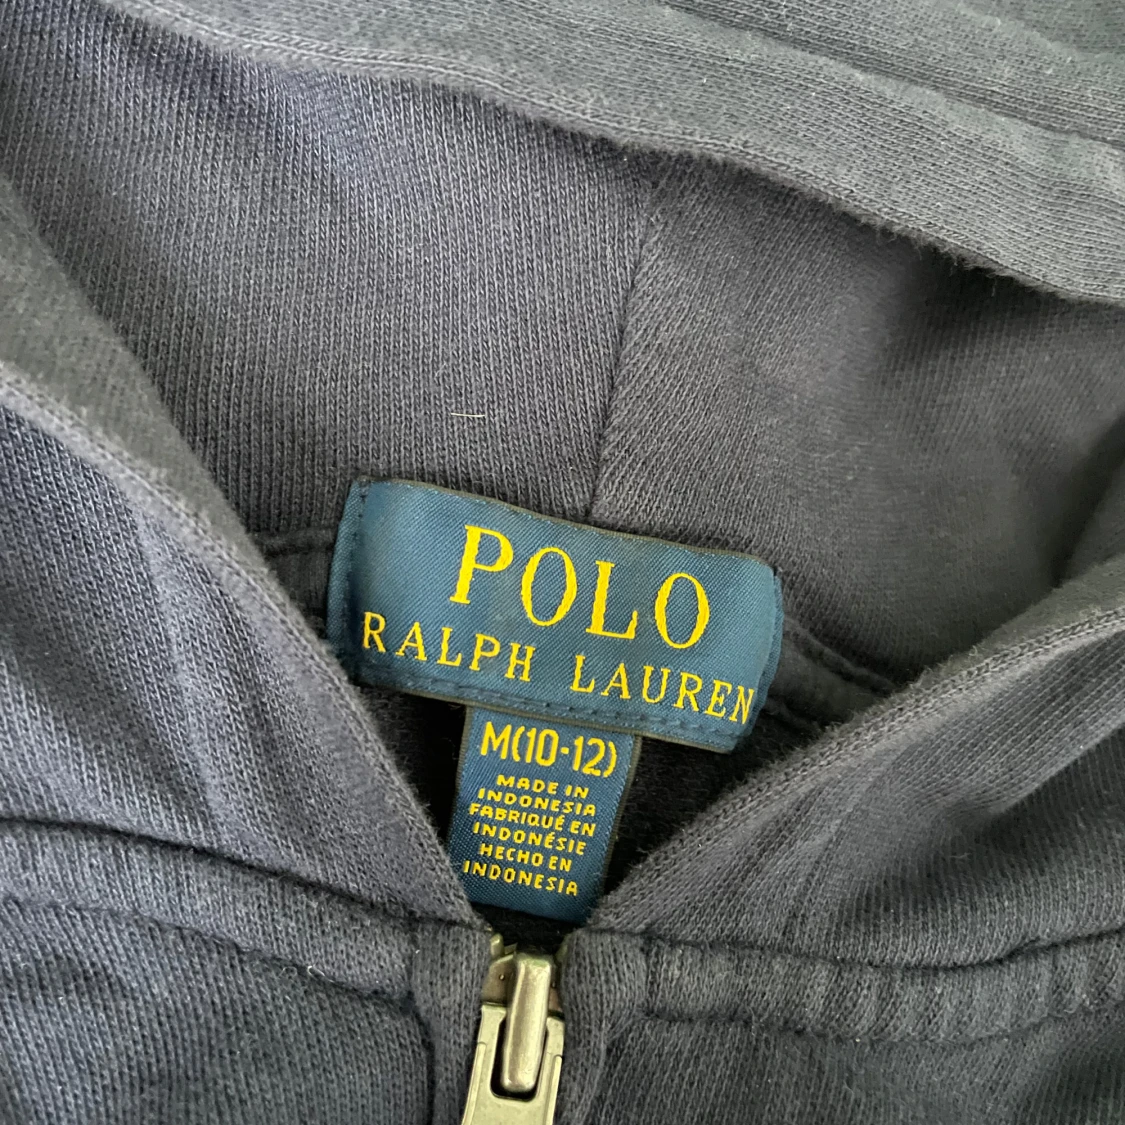 POLO
RALPH LAUREN
M(10-12)
MADE IN
INDONESIA
FABRIQUÉ EN
INDONÉSIE
HECHO EN
INDONESIA